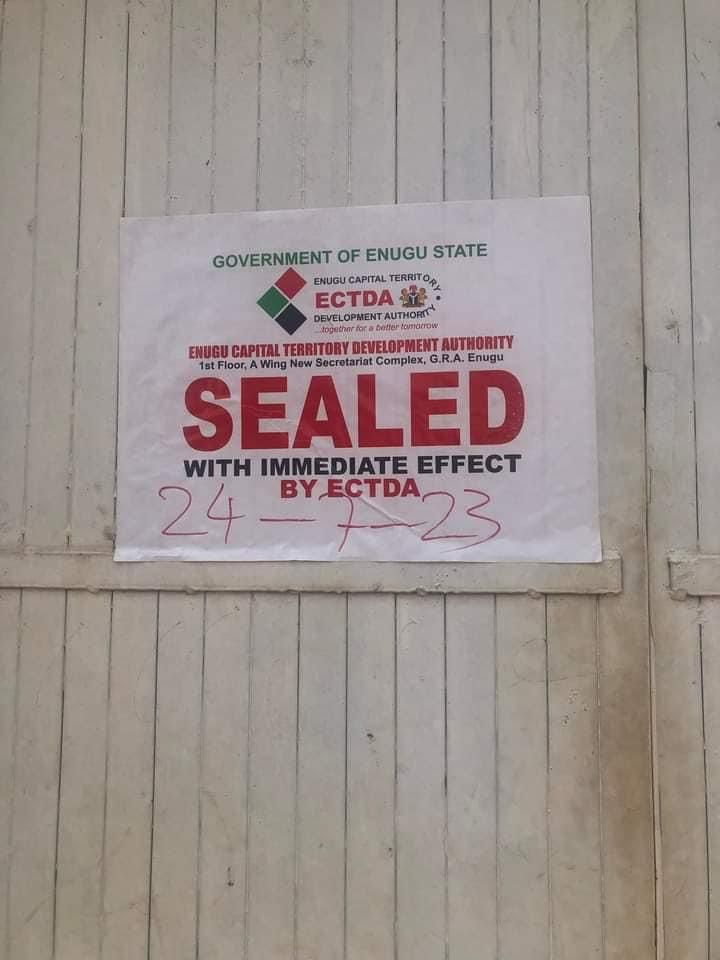 GOVERNMENT OF ENUGU STATE
ENUGU CAPITAL TERRITORY
ECTDA
DEVELOPMENT AUTHORITY
...together for a better tomorrow
ENUGU CAPITAL TERRITORY DEVELOPMENT AUTHORITY
1st Floor, A Wing New Secretariat Complex, G.R.A. Enugu
SEALED
WITH IMMEDIATE EFFECT
BY ECTDA
24-7-23